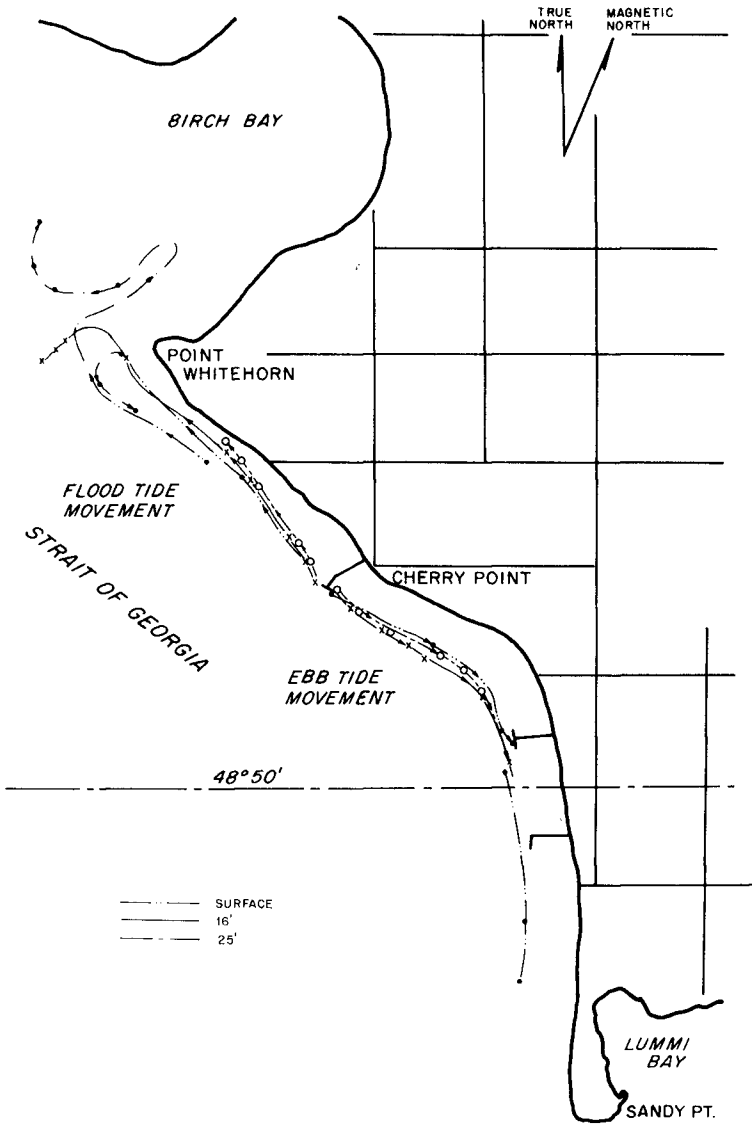 TRUE NORTH
MAGNETIC NORTH
BIRCH BAY
POINT
WHITEHORN
FLOOD TIDE
MOVEMENT
STRAIT OF GEORGIA
CHERRY POINT
EBB TIDE
MOVEMENT
48°50'
SURFACE
16'
25'
LUMMI
BAY
SANDY PT.